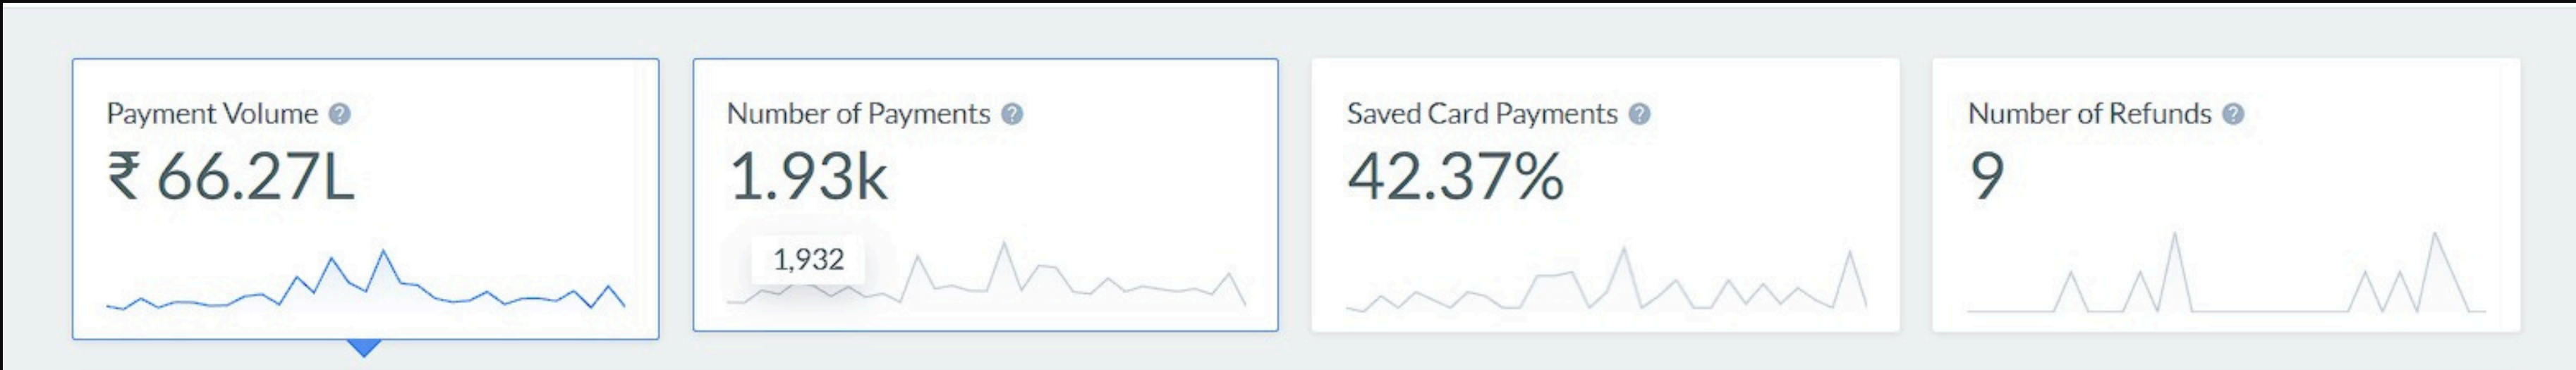 Payment Volume ?
₹ 66.27L
Number of Payments ?
1.93k
1,932
Saved Card Payments ?
42.37%
Number of Refunds ?
9